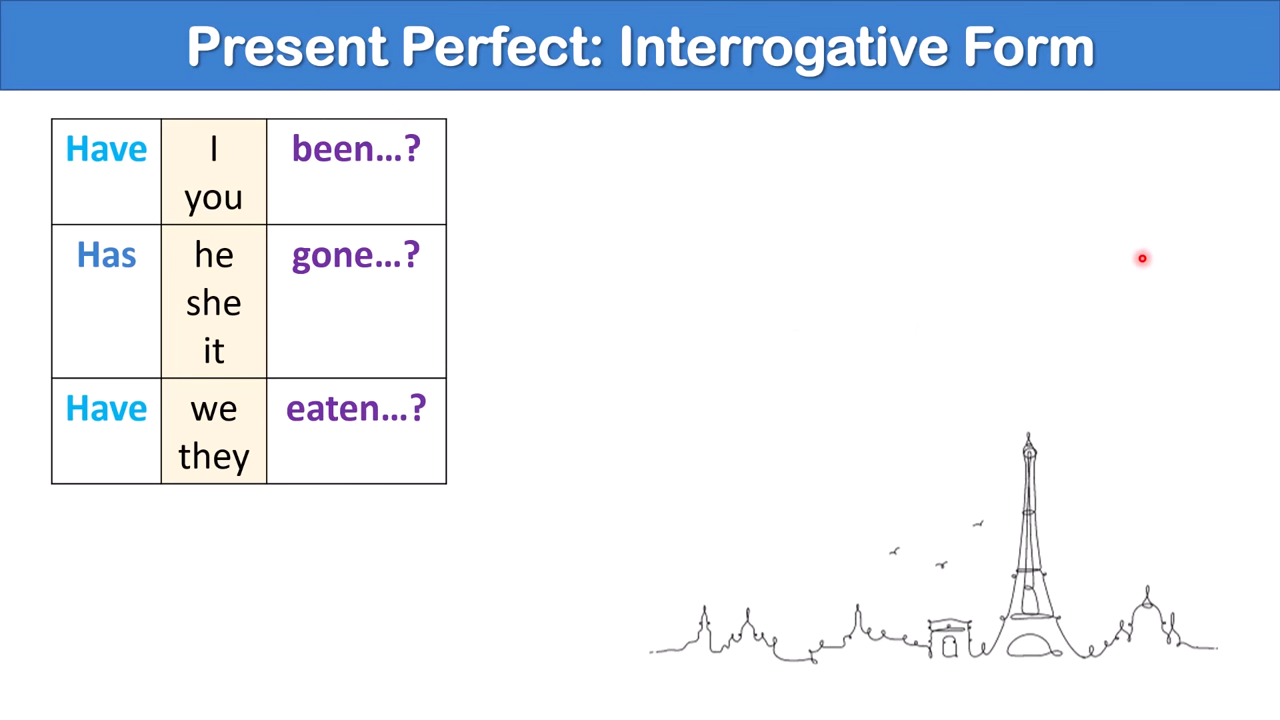 Present Perfect: Interrogative Form
Have I been...?
you
Has he gone...?
she
it
Have we eaten...?
they